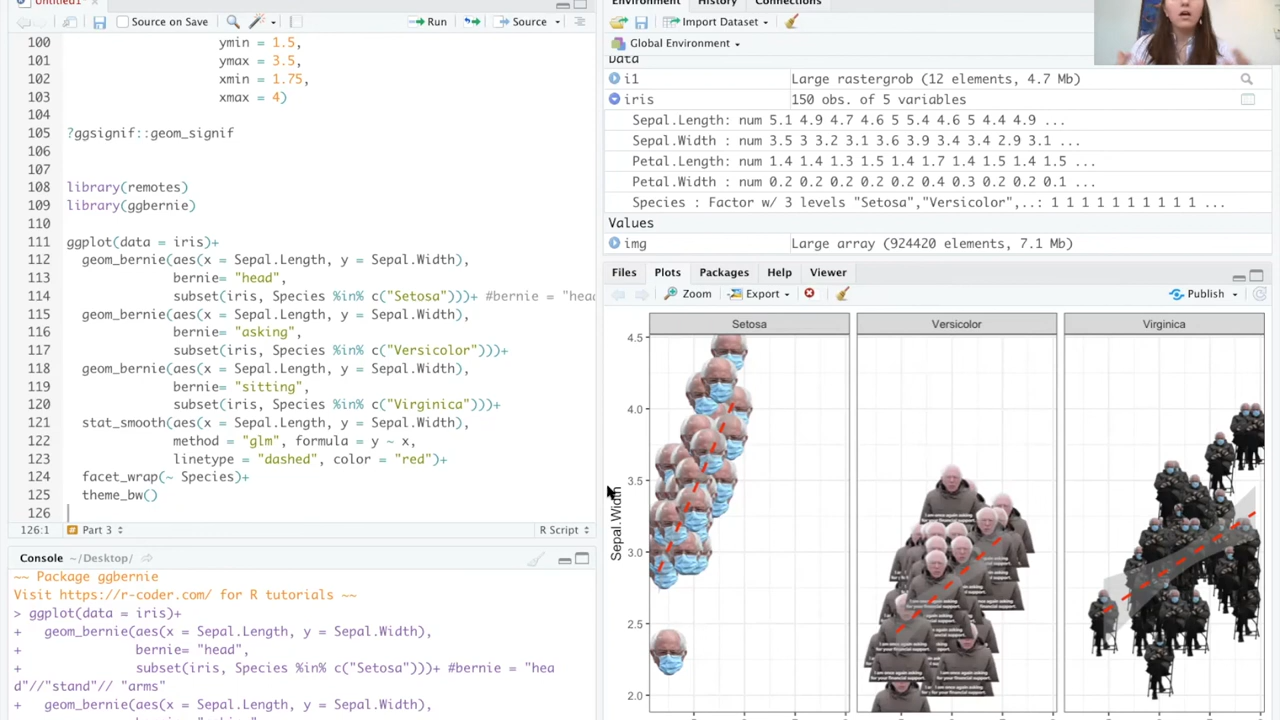 Untitled1*
Source on Save
Run
Source
100 ymin = 1.5,
101 ymax = 3.5,
102 xmin = 1.75,
103 xmax = 4)
104
105 ?ggsignif::geom_signif
106
107
108 library(remotes)
109 library(ggbernie)
110
111 ggplot(data = iris)+
112 geom_bernie(aes(x = Sepal.Length, y = Sepal.Width),
113 bernie= "head",
114 subset(iris, Species %in% c("Setosa")))+ #bernie = "hea
115 geom_bernie(aes(x = Sepal.Length, y = Sepal.Width),
116 bernie= "asking",
117 subset(iris, Species %in% c("Versicolor")))+
118 geom_bernie(aes(x = Sepal.Length, y = Sepal.Width),
119 bernie= "sitting",
120 subset(iris, Species %in% c("Virginica")))+
121 stat_smooth(aes(x = Sepal.Length, y = Sepal.Width),
122 method = "glm", formula = y ~ x,
123 linetype = "dashed", color = "red")+
124 facet_wrap(~ Species)+
125 theme_bw()
126
126:1 Part 3 R Script
Console ~/Desktop/
~~ Package ggbernie
Visit https://r-coder.com/ for R tutorials ~~
> ggplot(data = iris)+
+ geom_bernie(aes(x = Sepal.Length, y = Sepal.Width),
+ bernie= "head",
+ subset(iris, Species %in% c("Setosa")))+ #bernie = "hea
d"//"stand"// "arms"
+ geom_bernie(aes(x = Sepal.Length, y = Sepal.Width),
Environment History Connections
Import Dataset
Global Environment
Data
i1 Large rastergrob (12 elements, 4.7 Mb)
iris 150 obs. of 5 variables
Sepal.Length: num 5.1 4.9 4.7 4.6 5 5.4 4.6 5 4.4 4.9 ...
Sepal.Width : num 3.5 3 3.2 3.1 3.6 3.9 3.4 3.4 2.9 3.1 ...
Petal.Length: num 1.4 1.4 1.3 1.5 1.4 1.7 1.4 1.5 1.4 1.5 ...
Petal.Width : num 0.2 0.2 0.2 0.2 0.2 0.4 0.3 0.2 0.2 0.1 ...
Species : Factor w/ 3 levels "Setosa","Versicolor",..: 1 1 1 1 1 1 1 1 1 1 ...
Values
img Large array (924420 elements, 7.1 Mb)
Files Plots Packages Help Viewer
Zoom Export Publish
Setosa Versicolor Virginica
4.5
4.0
3.5
3.0
2.5
2.0
Sepal.Width
I am once again asking
for your financial support.